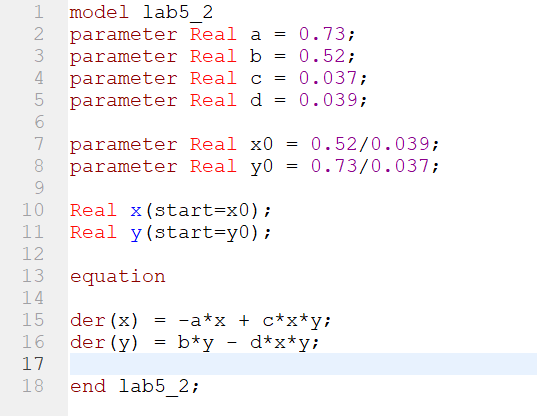 1 model lab5_2
2 parameter Real a = 0.73;
3 parameter Real b = 0.52;
4 parameter Real c = 0.037;
5 parameter Real d = 0.039;
6
7 parameter Real x0 = 0.52/0.039;
8 parameter Real y0 = 0.73/0.037;
9
10 Real x(start=x0);
11 Real y(start=y0);
12
13 equation
14
15 der(x) = -a*x + c*x*y;
16 der(y) = b*y - d*x*y;
17
18 end lab5_2;